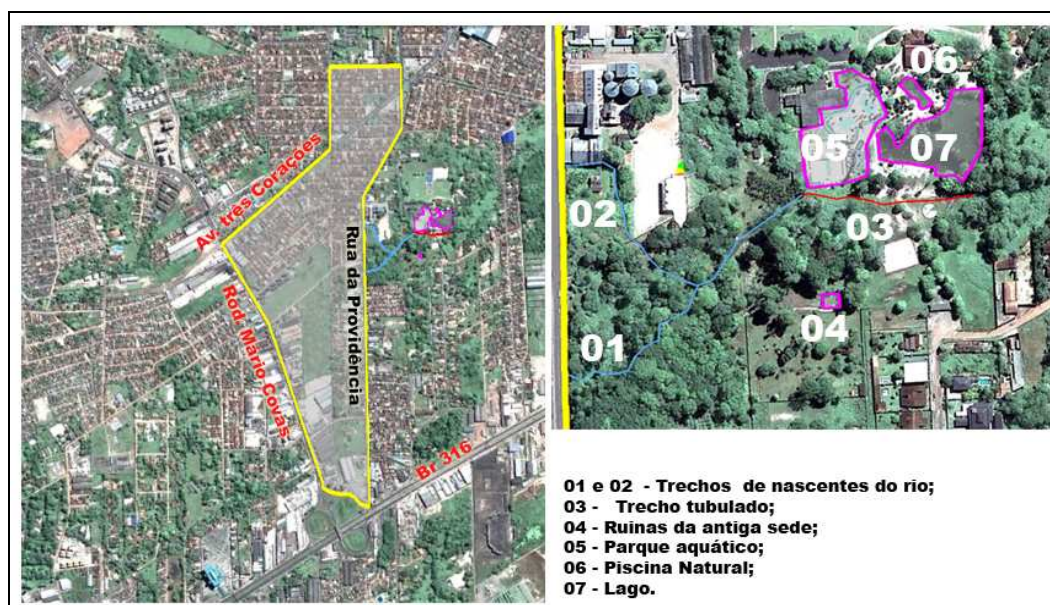 Av. três Corações
Rod. Mário Covas
Rua da Providência
Br 316
06
05
07
02
03
04
01
01 e 02 - Trechos de nascentes do rio;
03 - Trecho tubulado;
04 - Ruinas da antiga sede;
05 - Parque aquático;
06 - Piscina Natural;
07 - Lago.